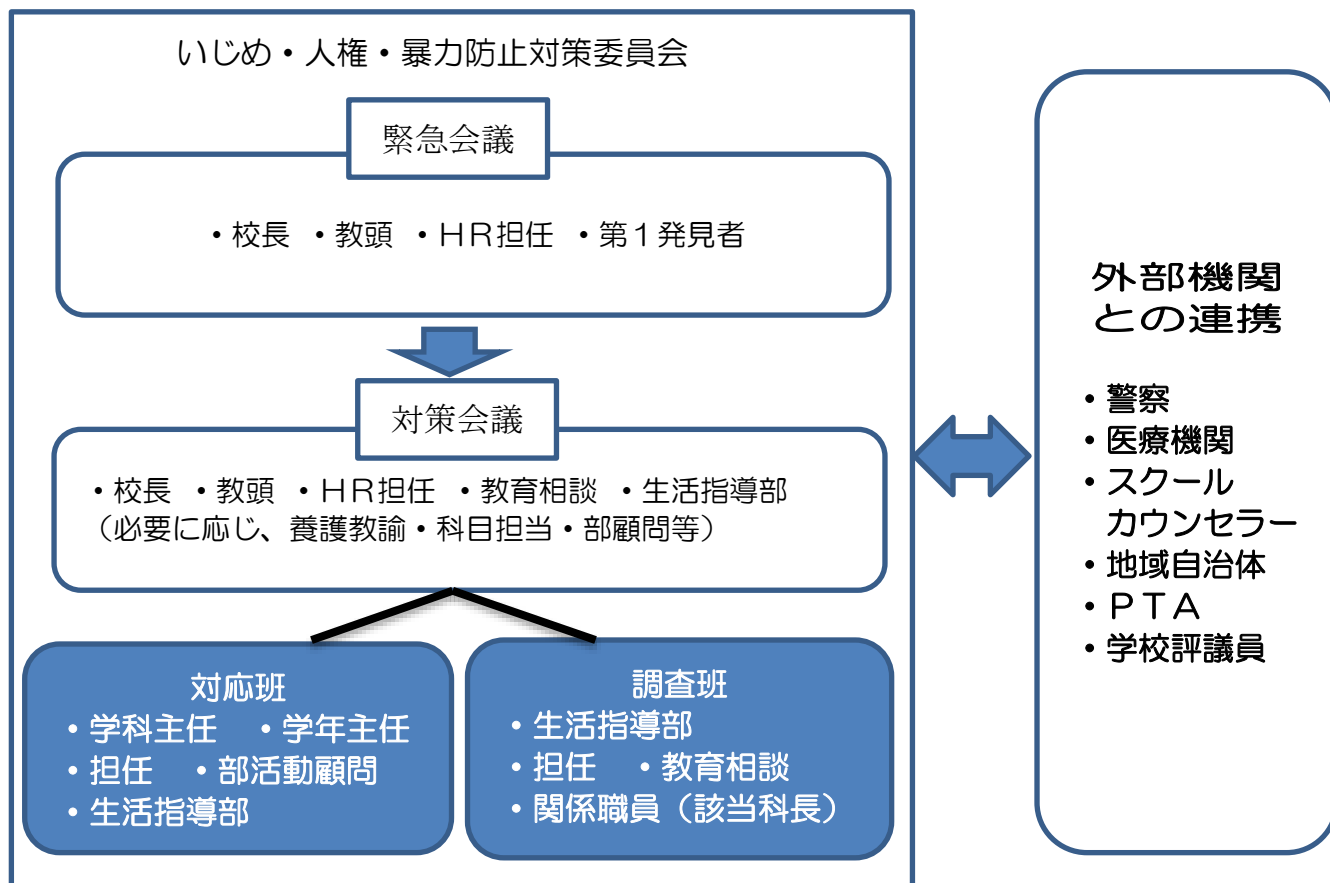 いじめ・人権・暴力防止対策委員会
緊急会議
・校長 ・教頭 ・ＨＲ担任 ・第１発見者
対策会議
・校長 ・教頭 ・ＨＲ担任 ・教育相談 ・生活指導部
（必要に応じ、養護教諭・科目担当・部顧問等）
対応班
・学科主任 ・学年主任
・担任 ・部活動顧問
・生活指導部
調査班
・生活指導部
・担任 ・教育相談
・関係職員（該当科長）
外部機関
との連携
・警察
・医療機関
・スクール
カウンセラー
・地域自治体
・ＰＴＡ
・学校評議員